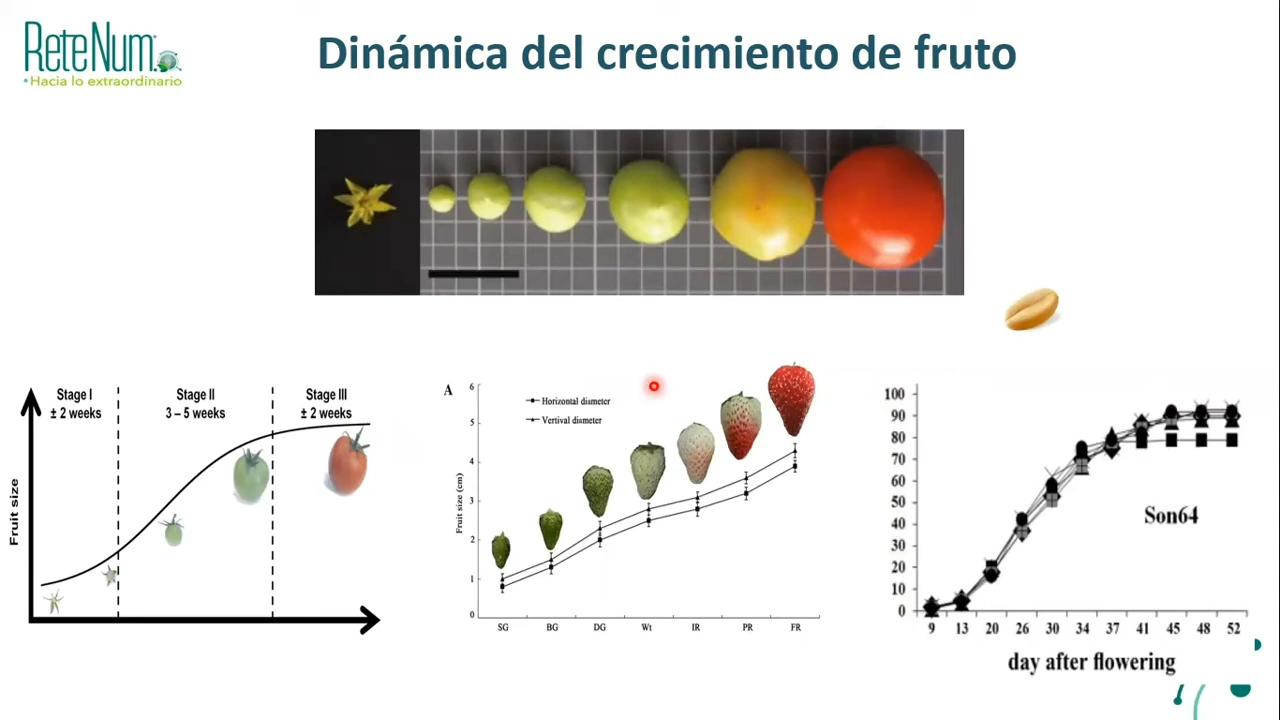 ReteNum
Hacia lo extraordinario
Dinámica del crecimiento de fruto
Stage I
± 2 weeks
Stage II
3 – 5 weeks
Stage III
± 2 weeks
Fruit size
A
Horizontal diameter
Vertival diameter
Fruit size (cm)
6
5
4
3
2
1
0
SG BG DG Wt IR PR FR
100
90
80
70
60
50
40
30
20
10
0
Son64
9 13 20 26 30 34 37 41 45 48 52
day after flowering